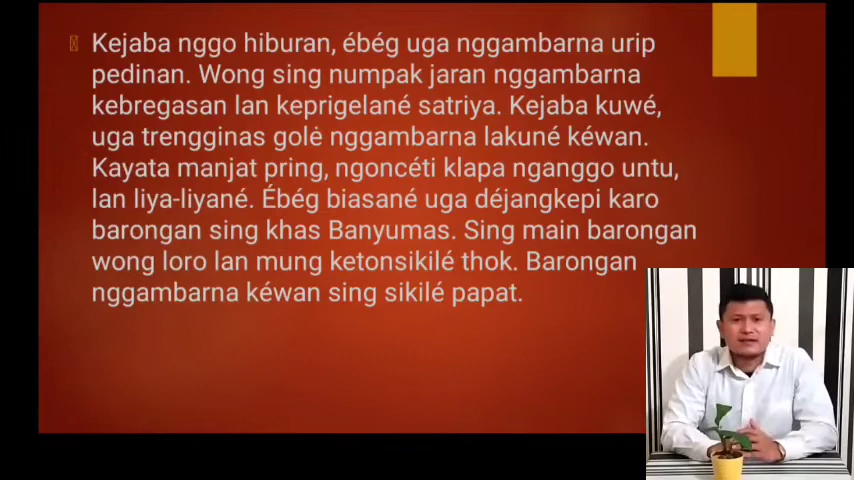 Kejaba nggo hiburan, ébég uga nggambarna urip
pedinan. Wong sing numpak jaran nggambarna
kebregasan lan keprigelané satriya. Kejaba kuwé,
uga trengginas golė nggambarna lakuné kéwan.
Kayata manjat pring, ngoncéti klapa nganggo untu,
lan liya-liyané. Ébég biasané uga déjangkepi karo
barongan sing khas Banyumas. Sing main barongan
wong loro lan mung ketonsikilé thok. Barongan
nggambarna kéwan sing sikilé papat.